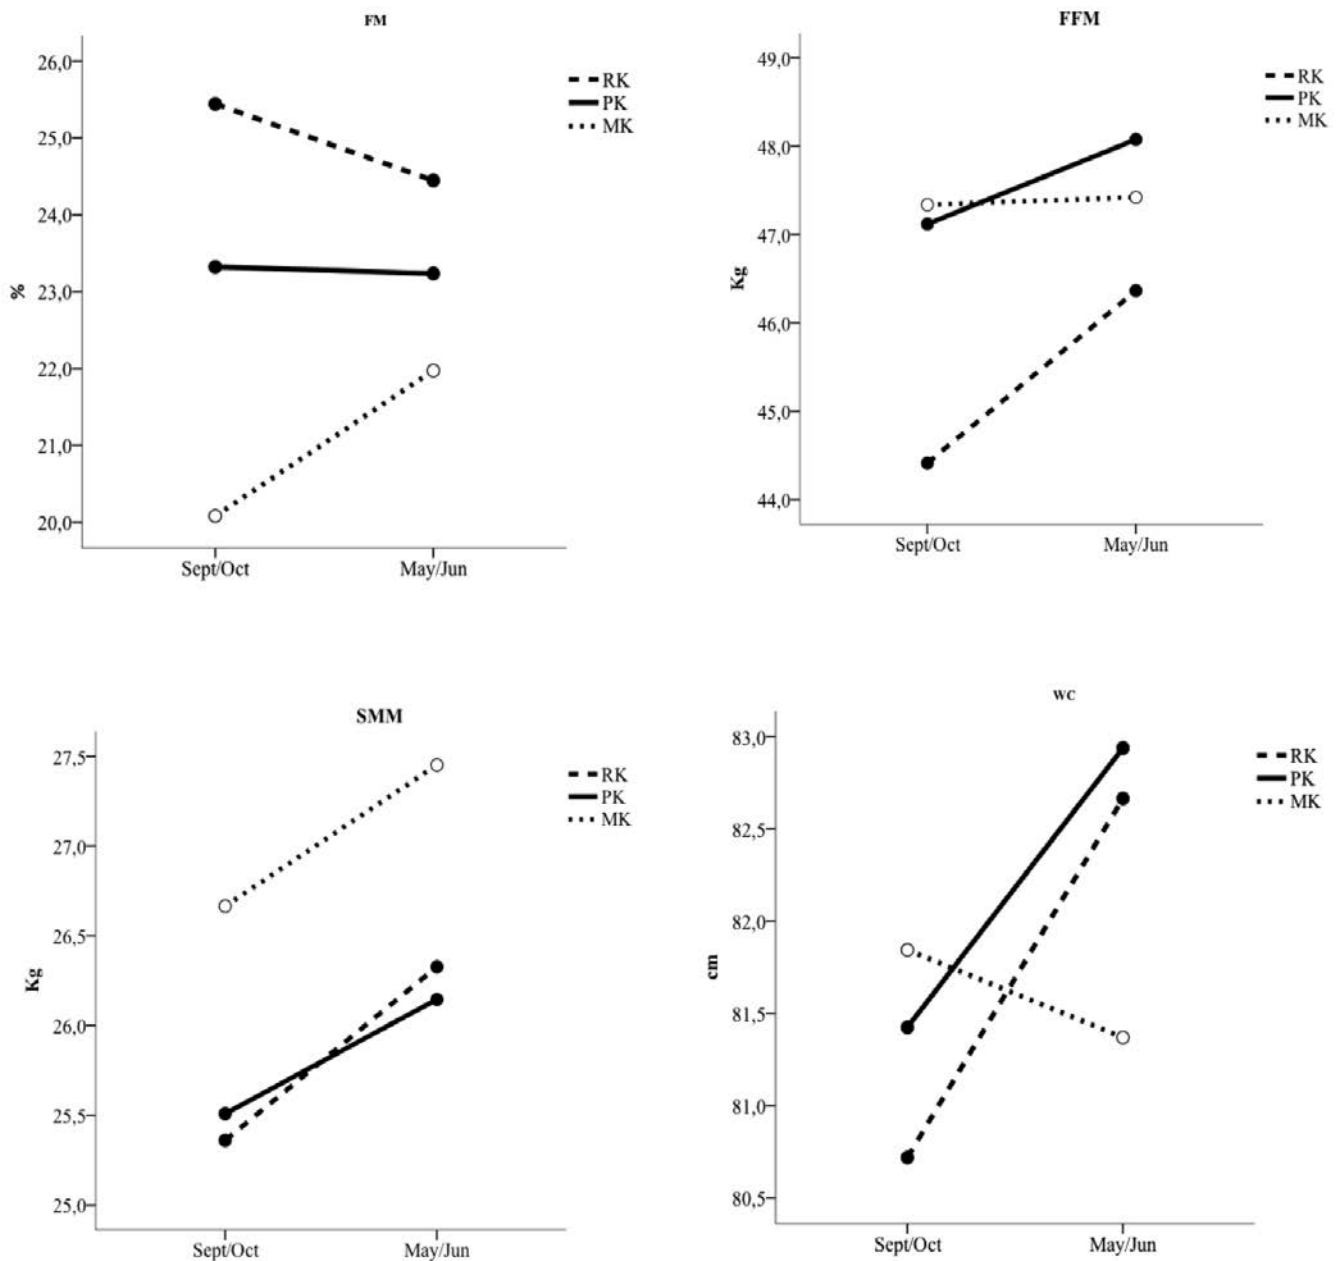 FM
26,0
25,0
24,0
23,0
22,0
21,0
20,0
%
Sept/Oct May/Jun
RK
PK
MK
FFM
49,0
48,0
47,0
46,0
45,0
44,0
Kg
Sept/Oct May/Jun
RK
PK
MK
SMM
27,5
27,0
26,5
26,0
25,5
25,0
Kg
Sept/Oct May/Jun
RK
PK
MK
WC
83,0
82,5
82,0
81,5
81,0
80,5
cm
Sept/Oct May/Jun
RK
PK
MK